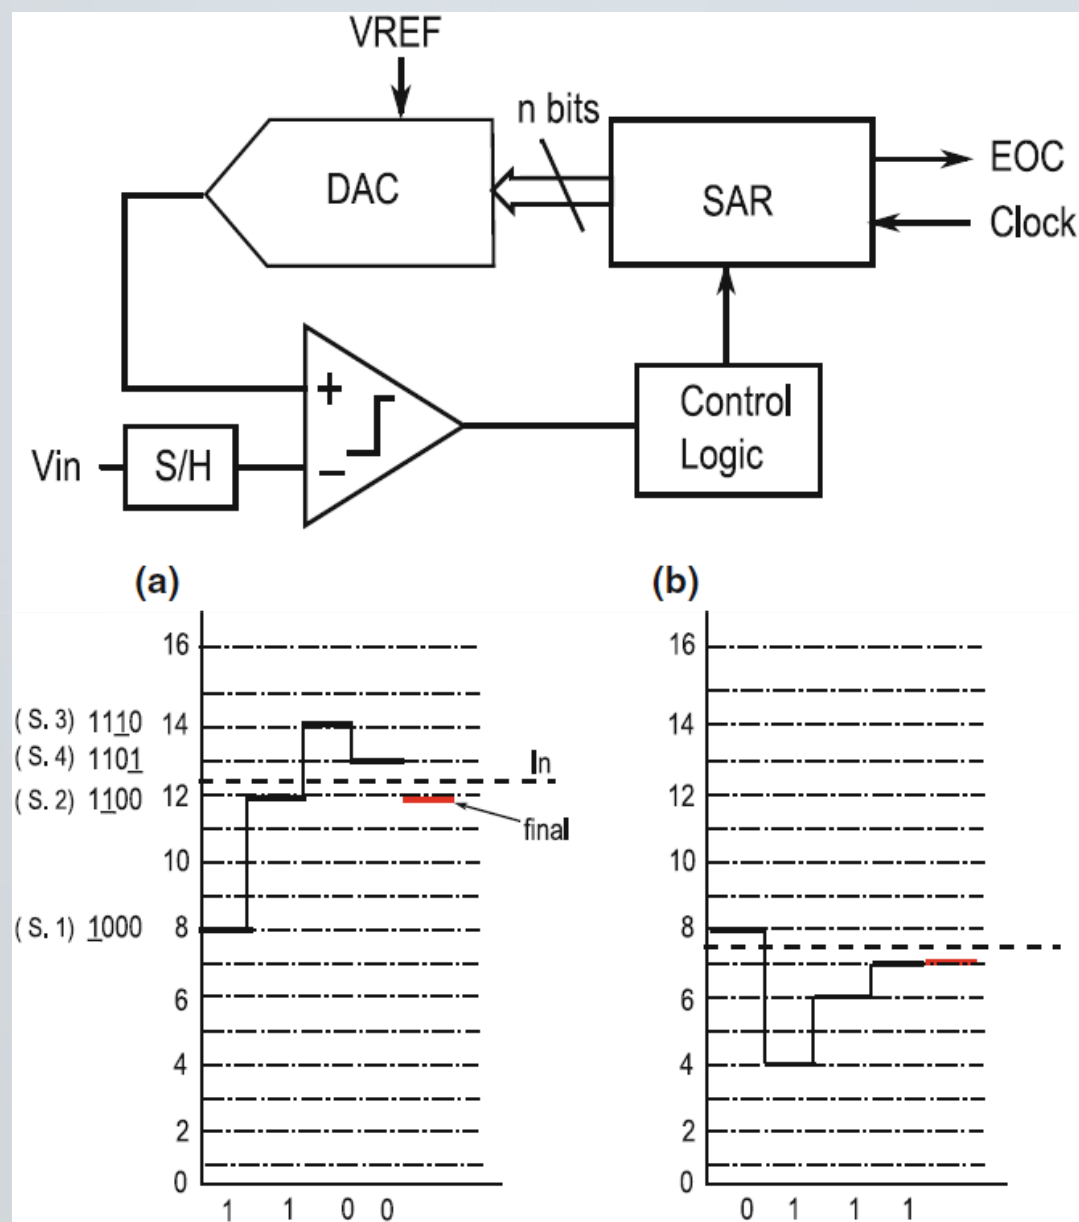 VREF
n bits
DAC
SAR
EOC
Clock
+
−
Vin
S/H
Control
Logic
(a)
(b)
16
(S. 3) 1110 14
(S. 4) 1101
In
(S. 2) 1100 12
final
10
(S. 1) 1000 8
6
4
2
0
1 1 0 0
16
14
12
10
8
6
4
2
0
0 1 1 1